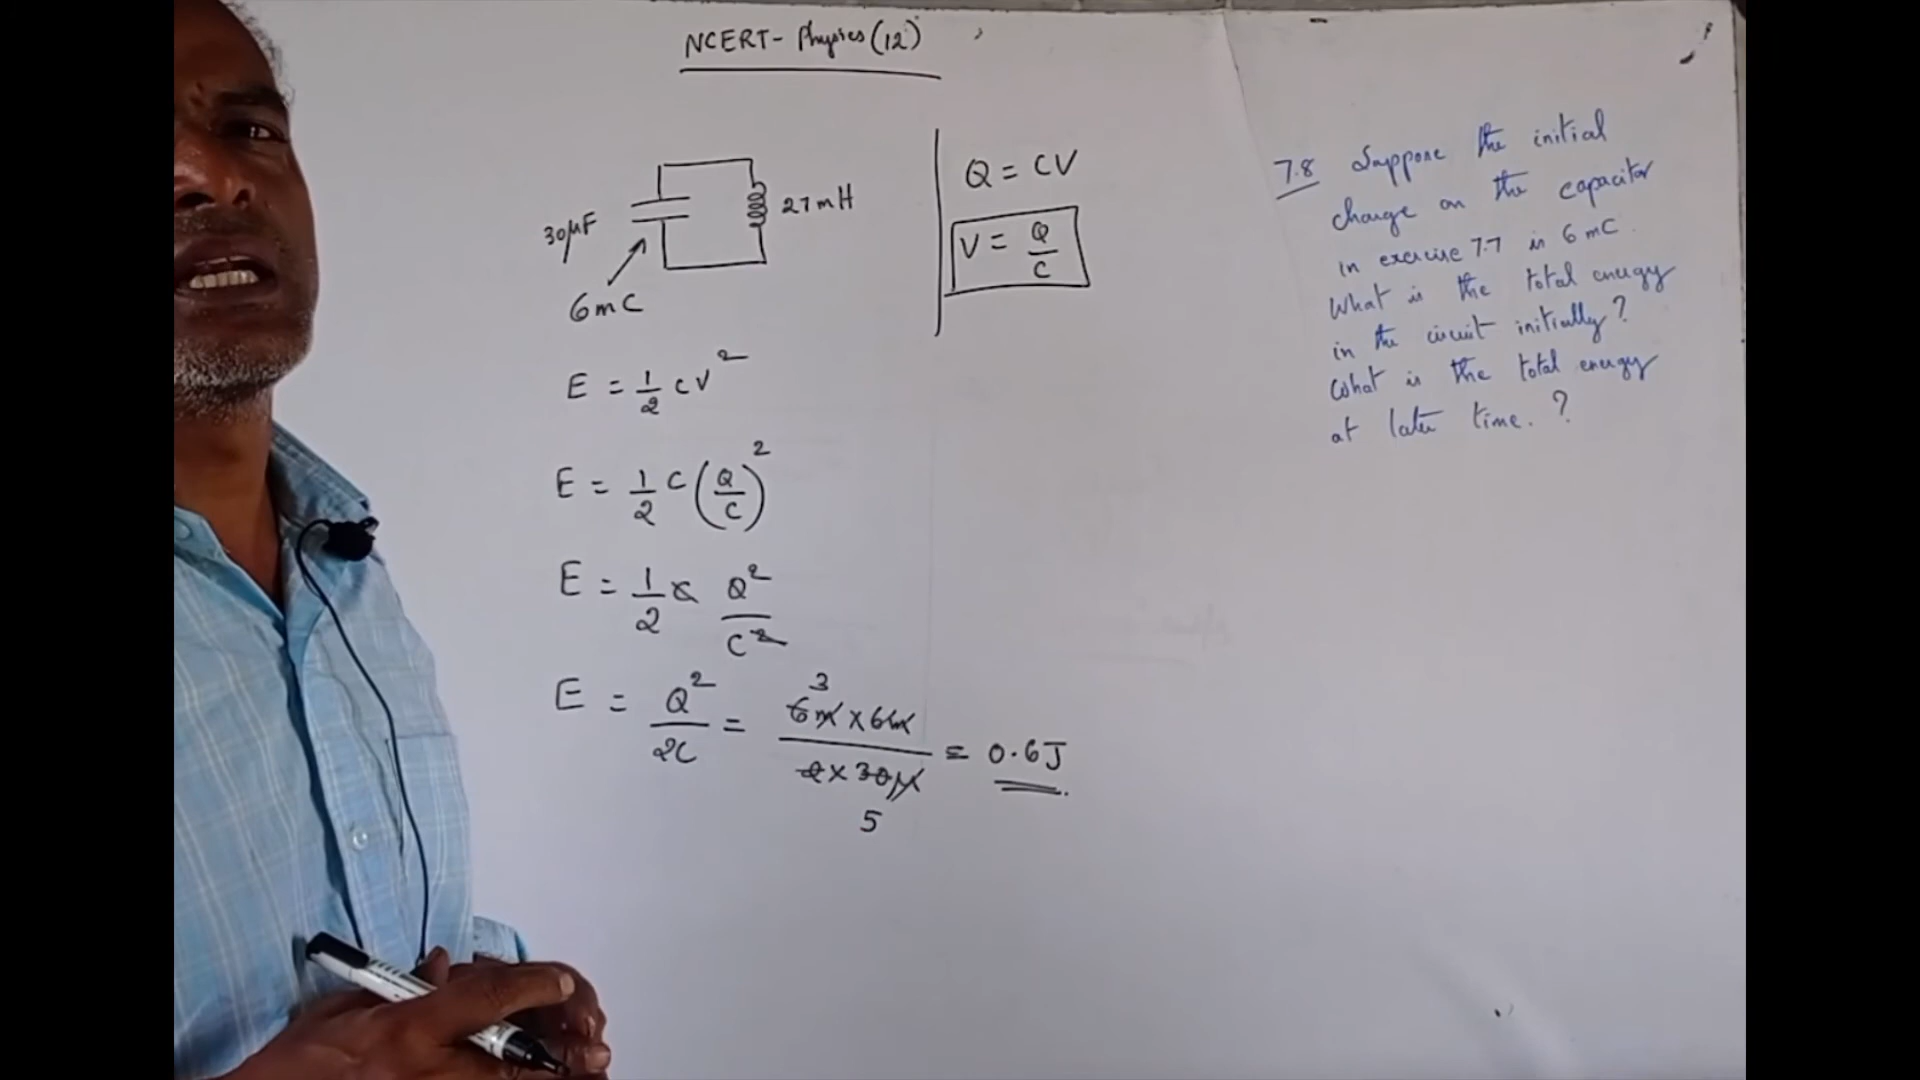 NCERT - Physics (12)
30μF
27mH
6mC
Q = CV
V = Q/C
E = 1/2 CV²
E = 1/2 C (Q/C)²
E = 1/2 C Q²/C²
E = Q²/2C = 6m × 6m / 2 × 30μ = 0.6J
3
5
7.8 Suppose the initial
charge on the capacitor
in exercise 7.7 is 6mC.
What is the total energy
in the circuit initially?
What is the total energy
at later time.?